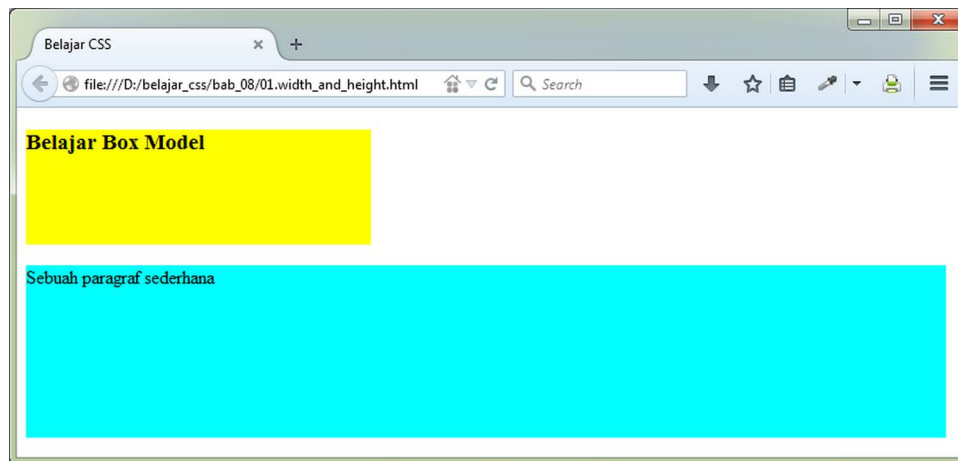 Belajar CSS
file:///D:/belajar_css/bab_08/01.width_and_height.html
Search
Belajar Box Model
Sebuah paragraf sederhana